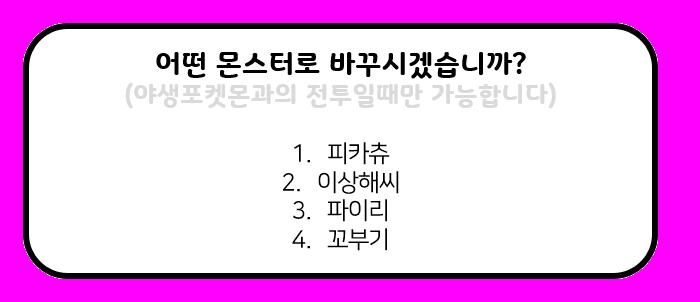 어떤 몬스터로 바꾸시겠습니까?
(야생포켓몬과의 전투일때만 가능합니다)
1. 피카츄
2. 이상해씨
3. 파이리
4. 꼬부기